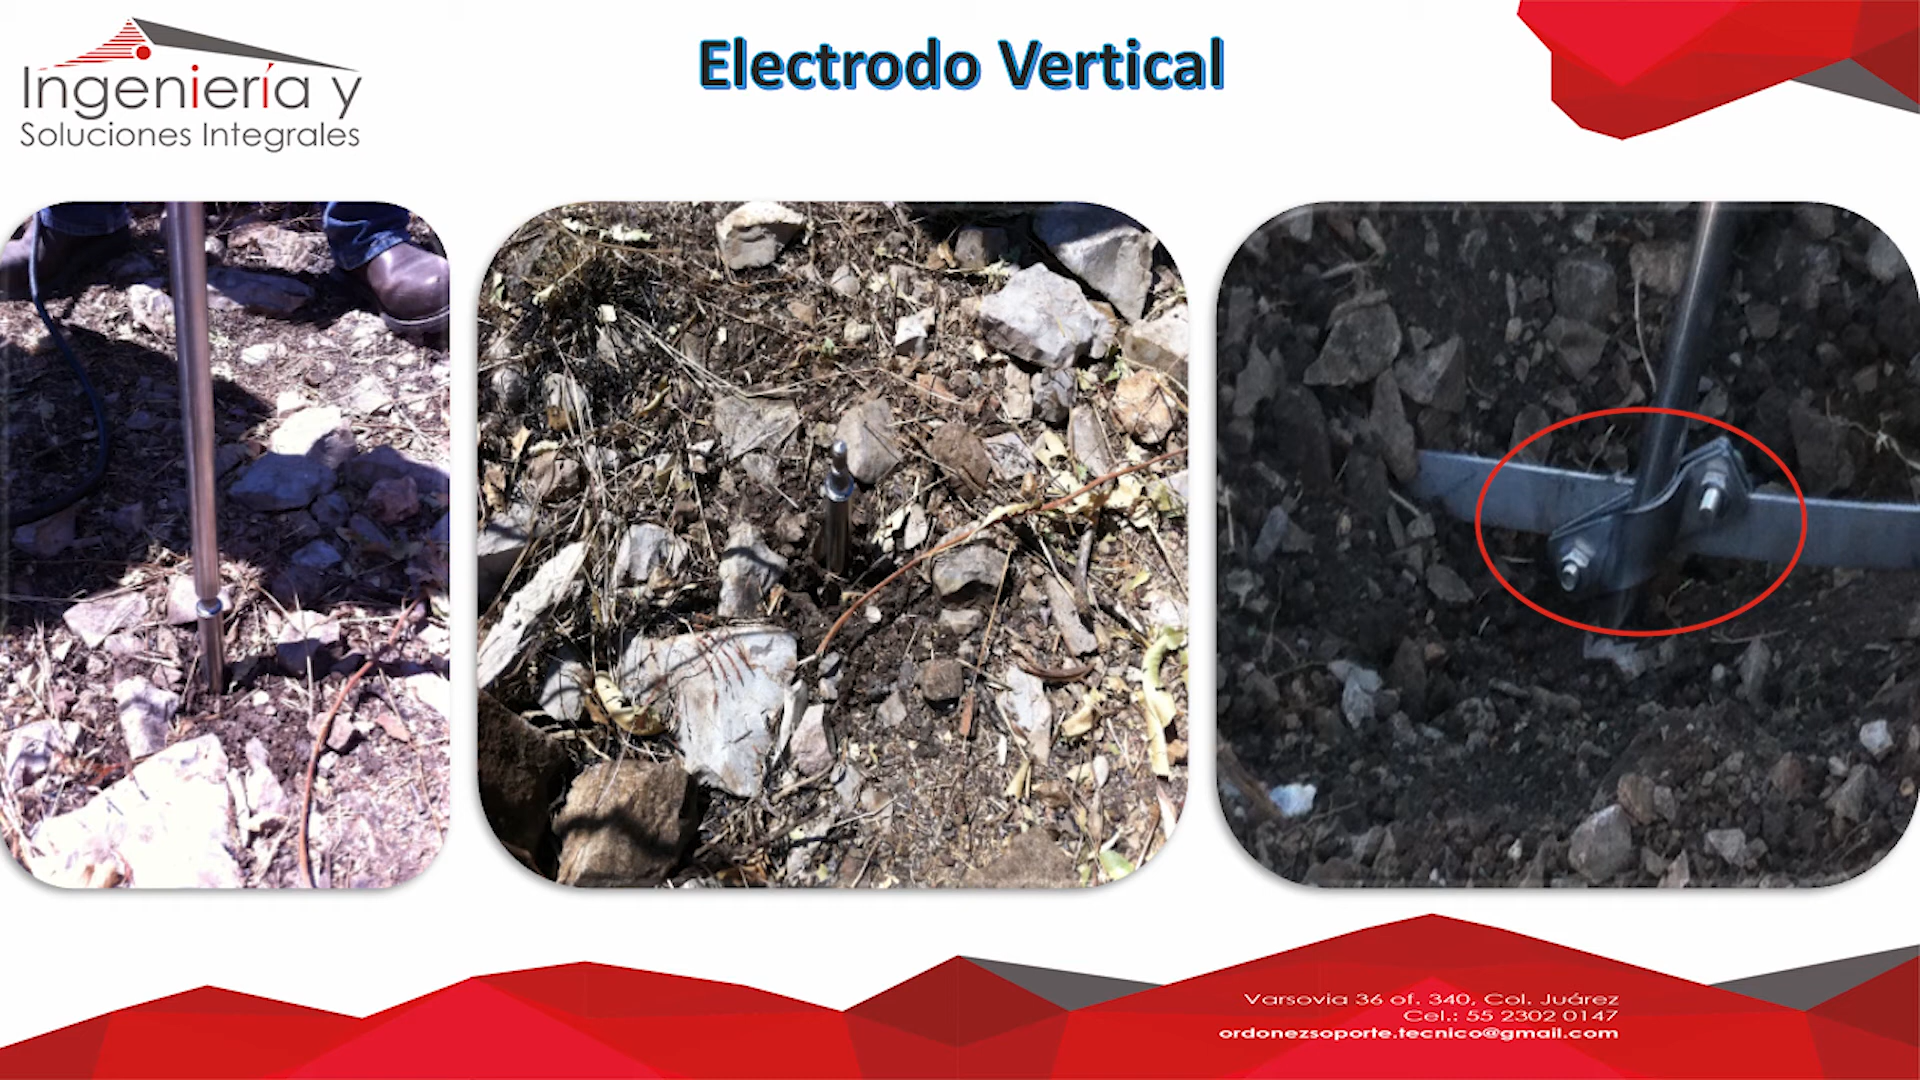 Ingeniería y
Soluciones Integrales
Electrodo Vertical
Varsovia 36 of. 340, Col. Juárez
Cel.: 55 2302 0147
ordonezsoporte.tecnico@gmail.com